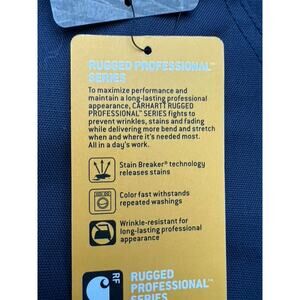 RUGGED PROFESSIONAL™
SERIES
To maximize performance and
maintain a long-lasting professional
appearance, CARHARTT RUGGED
PROFESSIONAL™ SERIES fights to
prevent wrinkles, stains and fading
while delivering more bend and stretch
when and where it's needed most.
All in a day's work.
Stain Breaker® technology
releases stains
Color fast withstands
repeated washings
Wrinkle-resistant for
long-lasting professional
appearance
RF
RUGGED
PROFESSIONAL™
SERIES